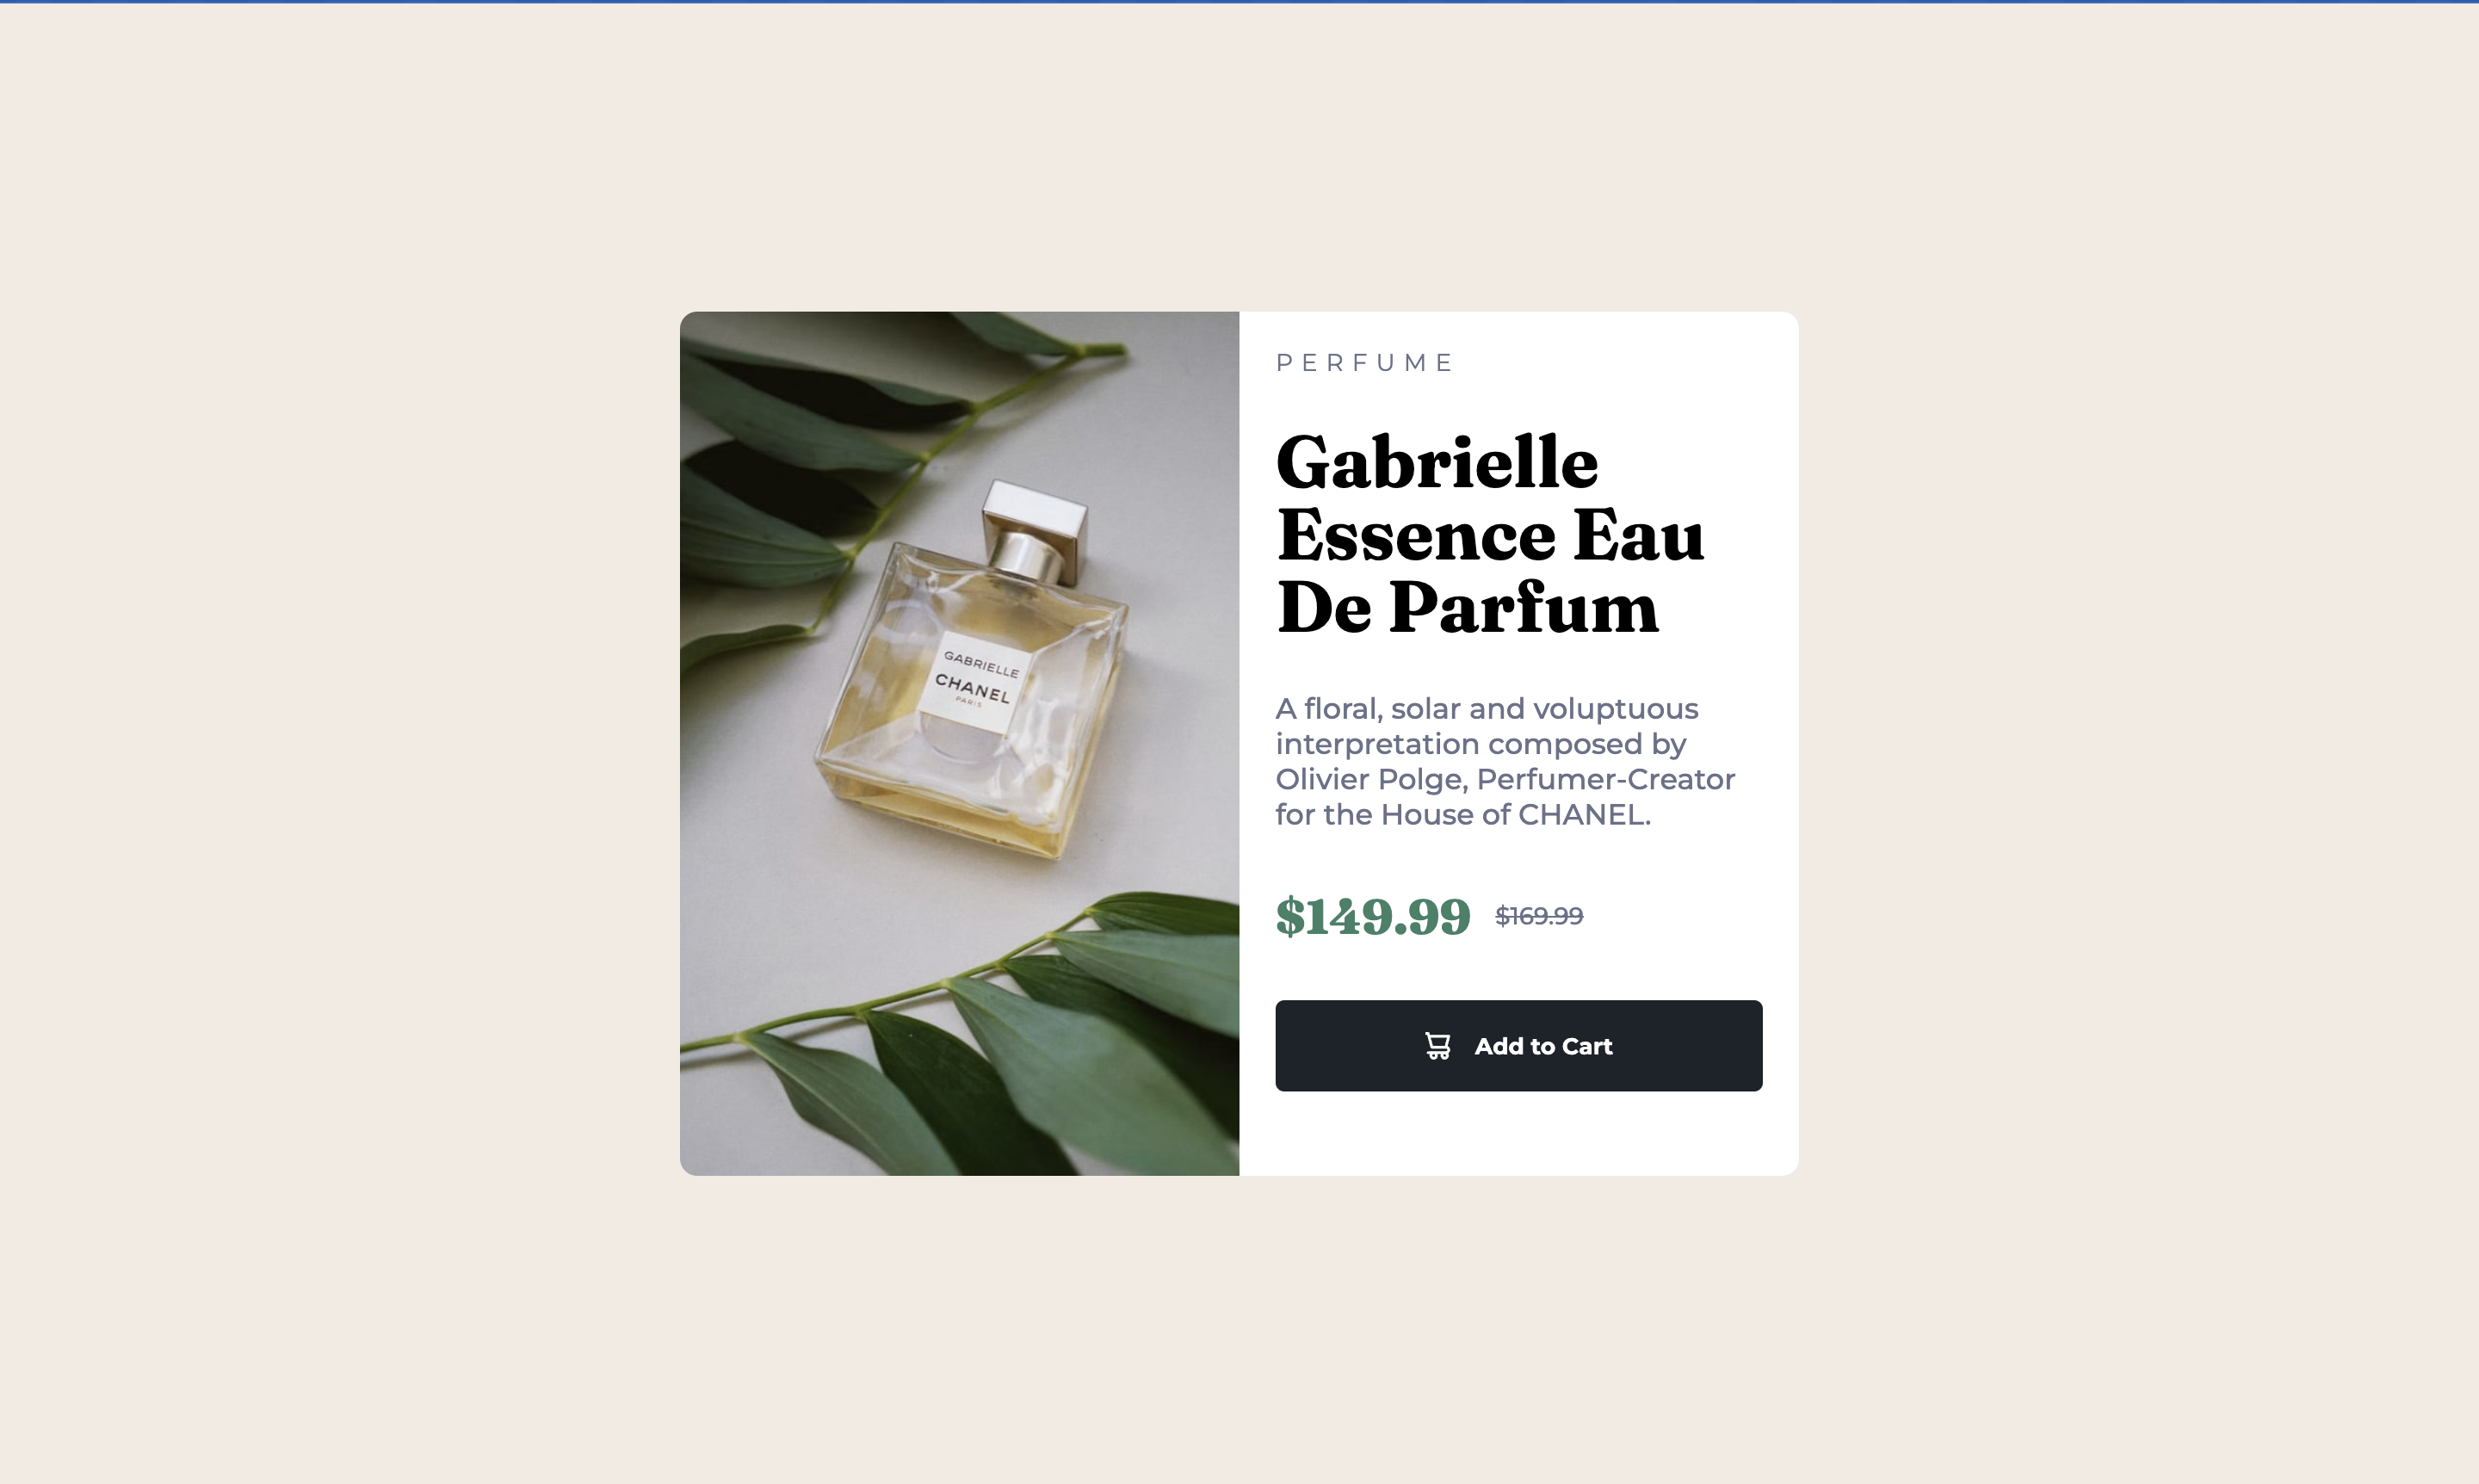 GABRIELLE
CHANEL
PARIS
PERFUME
Gabrielle
Essence Eau
De Parfum
A floral, solar and voluptuous
interpretation composed by
Olivier Polge, Perfumer-Creator
for the House of CHANEL.
$149.99 $169.99
Add to Cart